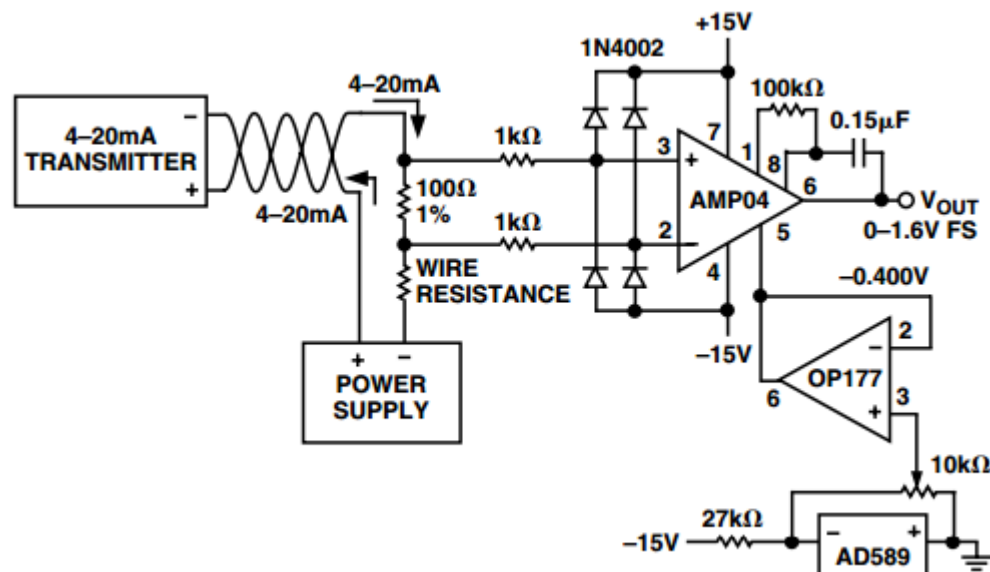 +15V
1N4002
4–20mA
100kΩ
0.15μF
–
4–20mA
TRANSMITTER
+
1kΩ
3
+
7
1
8
6
AMP04
VOUT
0–1.6V FS
4–20mA
100Ω
1%
1kΩ
2
–
5
4
WIRE
RESISTANCE
–0.400V
–15V
2
–
+
–
POWER
SUPPLY
OP177
6
3
+
10kΩ
27kΩ
–15V
–
+
AD589